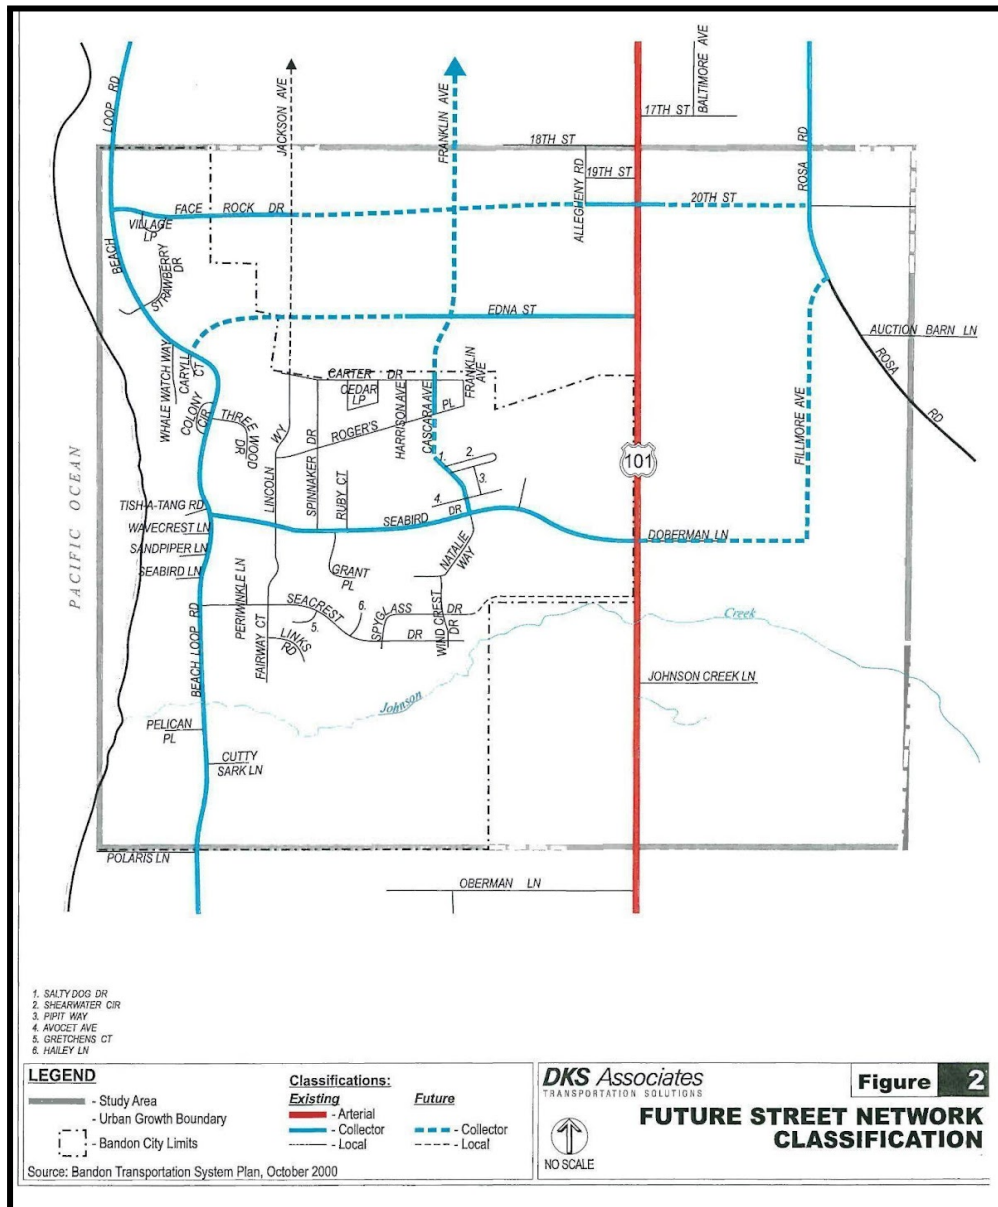 LOOP RD
JACKSON AVE
FRANKLIN AVE
BALTIMORE AVE
17TH ST
18TH ST
ROSA RD
ALLEGHENY RD
19TH ST
20TH ST
FACE ROCK DR
VILLAGE
LP
BEACH
STRAWBERRY
DR
EDNA ST
AUCTION BARN LN
ROSA RD
WHALE WATCH WAY
CARYLL
CT
CARTER DR
CEDAR
LP
FRANKLIN
AVE
COLONY
CIR
THREE WOOD
DR
WY
ROGER'S PL
HARRISON AVE
CASCARA AVE
FILLMORE AVE
PACIFIC OCEAN
LINCOLN
SPINNAKER DR
RUBY CT
1.
2.
3.
4.
101
TISH-A-TANG RD
WAVECREST LN
SANDPIPER LN
SEABIRD LN
SEABIRD DR
DOBERMAN LN
NATALIE
WAY
GRANT
PL
PERIWINKLE LN
SEACREST DR
5.
6.
SPYGLASS DR
WIND CREST
DR
FAIRWAY CT
LINKS
RD
BEACH LOOP RD
Johnson Creek
JOHNSON CREEK LN
PELICAN
PL
CUTTY
SARK LN
POLARIS LN
OBERMAN LN
1. SALTY DOG DR
2. SHEARWATER CIR
3. PIPIT WAY
4. AVOCET AVE
5. GRETCHENS CT
6. HAILEY LN
LEGEND
- Study Area
- Urban Growth Boundary
- Bandon City Limits
Classifications:
Existing
- Arterial
- Collector
- Local
Future
- Collector
- Local
Source: Bandon Transportation System Plan, October 2000
DKS Associates
TRANSPORTATION SOLUTIONS
NO SCALE
Figure 2
FUTURE STREET NETWORK
CLASSIFICATION